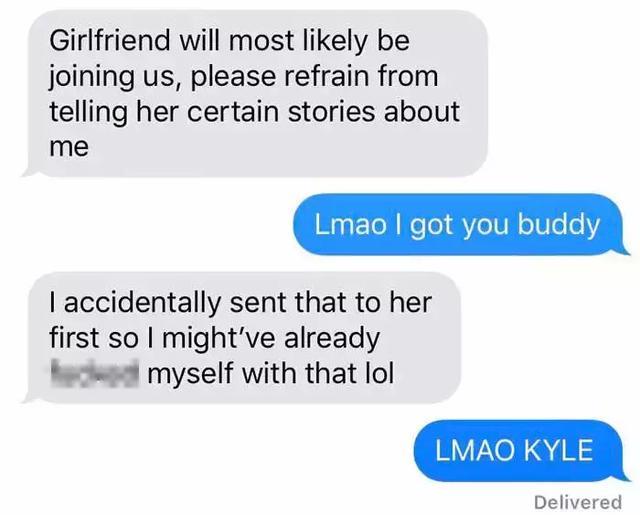 Girlfriend will most likely be
joining us, please refrain from
telling her certain stories about
me
Lmao I got you buddy
I accidentally sent that to her
first so I might've already
myself with that lol
LMAO KYLE
Delivered